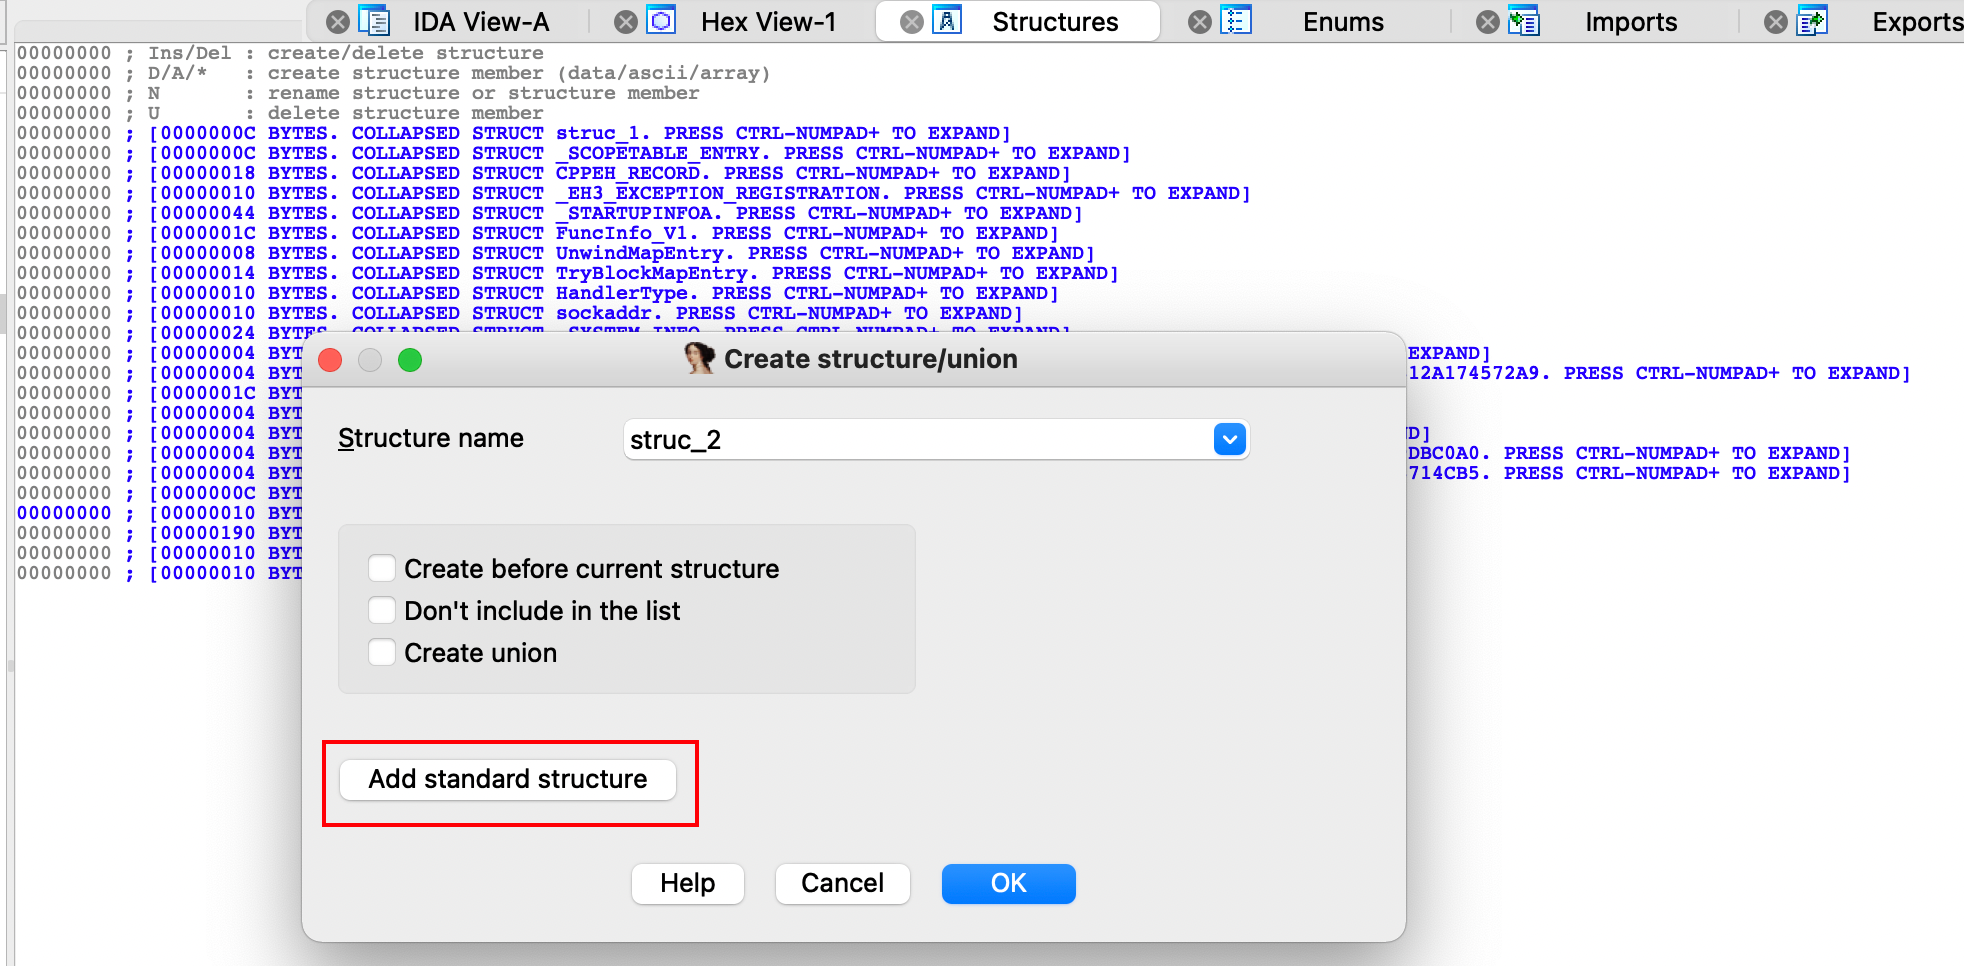 IDA View-A Hex View-1 Structures Enums Imports Exports
00000000 ; Ins/Del : create/delete structure
00000000 ; D/A/* : create structure member (data/ascii/array)
00000000 ; N : rename structure or structure member
00000000 ; U : delete structure member
00000000 ; [0000000C BYTES. COLLAPSED STRUCT struc_1. PRESS CTRL-NUMPAD+ TO EXPAND]
00000000 ; [0000000C BYTES. COLLAPSED STRUCT _SCOPETABLE_ENTRY. PRESS CTRL-NUMPAD+ TO EXPAND]
00000000 ; [00000018 BYTES. COLLAPSED STRUCT CPPEH_RECORD. PRESS CTRL-NUMPAD+ TO EXPAND]
00000000 ; [00000010 BYTES. COLLAPSED STRUCT _EH3_EXCEPTION_REGISTRATION. PRESS CTRL-NUMPAD+ TO EXPAND]
00000000 ; [00000044 BYTES. COLLAPSED STRUCT _STARTUPINFOA. PRESS CTRL-NUMPAD+ TO EXPAND]
00000000 ; [0000001C BYTES. COLLAPSED STRUCT FuncInfo_V1. PRESS CTRL-NUMPAD+ TO EXPAND]
00000000 ; [00000008 BYTES. COLLAPSED STRUCT UnwindMapEntry. PRESS CTRL-NUMPAD+ TO EXPAND]
00000000 ; [00000014 BYTES. COLLAPSED STRUCT TryBlockMapEntry. PRESS CTRL-NUMPAD+ TO EXPAND]
00000000 ; [00000010 BYTES. COLLAPSED STRUCT HandlerType. PRESS CTRL-NUMPAD+ TO EXPAND]
00000000 ; [00000010 BYTES. COLLAPSED STRUCT sockaddr. PRESS CTRL-NUMPAD+ TO EXPAND]
00000000 ; [00000024 BYTES. COLLAPSED STRUCT _SYSTEM_INFO. PRESS CTRL-NUMPAD+ TO EXPAND]
00000000 ; [00000004 BYT EXPAND]
00000000 ; [00000004 BYT 12A174572A9. PRESS CTRL-NUMPAD+ TO EXPAND]
00000000 ; [0000001C BYT
00000000 ; [00000004 BYT
00000000 ; [00000004 BYT D]
00000000 ; [00000004 BYT DBC0A0. PRESS CTRL-NUMPAD+ TO EXPAND]
00000000 ; [00000004 BYT 714CB5. PRESS CTRL-NUMPAD+ TO EXPAND]
00000000 ; [0000000C BYT
00000000 ; [00000010 BYT
00000000 ; [00000190 BYT
00000000 ; [00000010 BYT
00000000 ; [00000010 BYT
Create structure/union
Structure name struc_2
Create before current structure
Don't include in the list
Create union
Add standard structure
Help Cancel OK